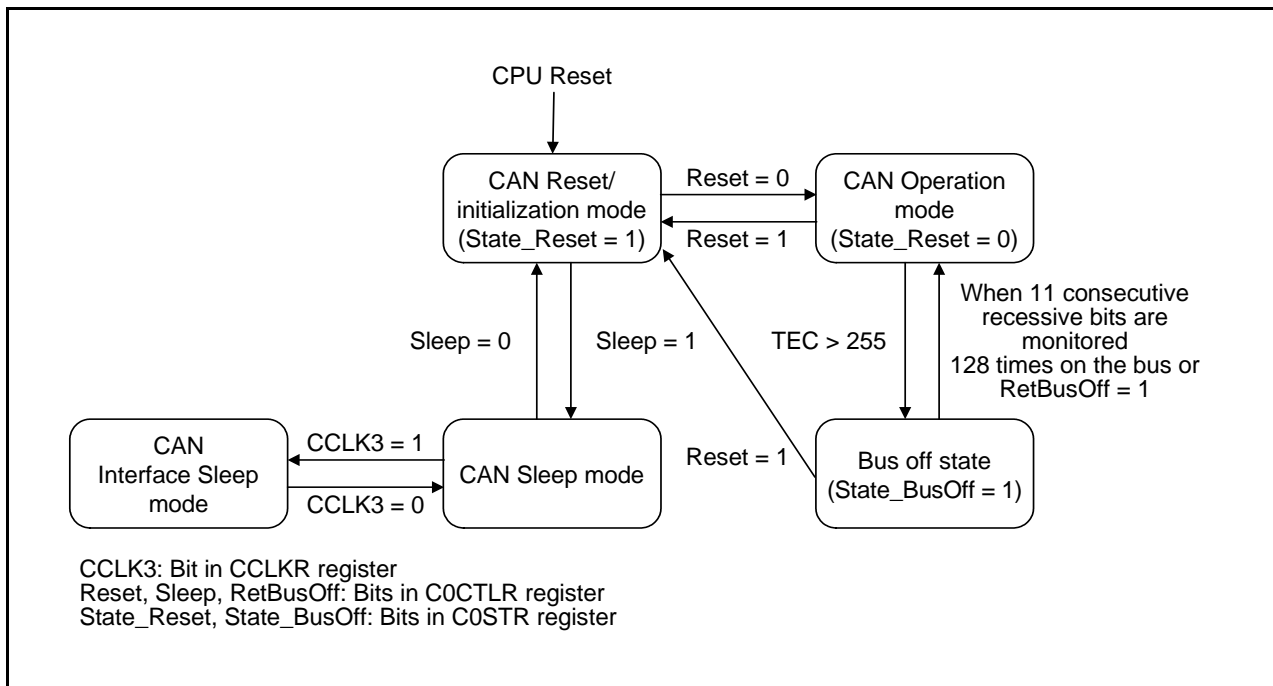 CPU Reset
CAN Reset/
initialization mode
(State_Reset = 1)
Reset = 0
Reset = 1
CAN Operation
mode
(State_Reset = 0)
Sleep = 0
Sleep = 1
TEC > 255
When 11 consecutive
recessive bits are
monitored
128 times on the bus or
RetBusOff = 1
CAN
Interface Sleep
mode
CCLK3 = 1
CCLK3 = 0
CAN Sleep mode
Reset = 1
Bus off state
(State_BusOff = 1)
CCLK3: Bit in CCLKR register
Reset, Sleep, RetBusOff: Bits in C0CTLR register
State_Reset, State_BusOff: Bits in C0STR register